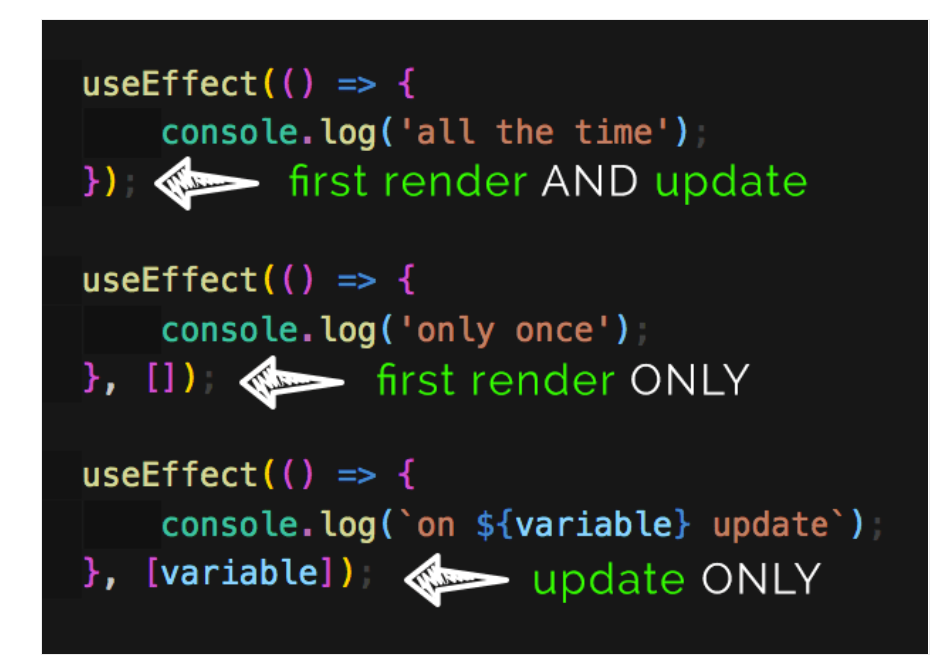 useEffect(() => {
console.log('all the time');
}); first render AND update
useEffect(() => {
console.log('only once');
}, []); first render ONLY
useEffect(() => {
console.log(`on ${variable} update`);
}, [variable]); update ONLY